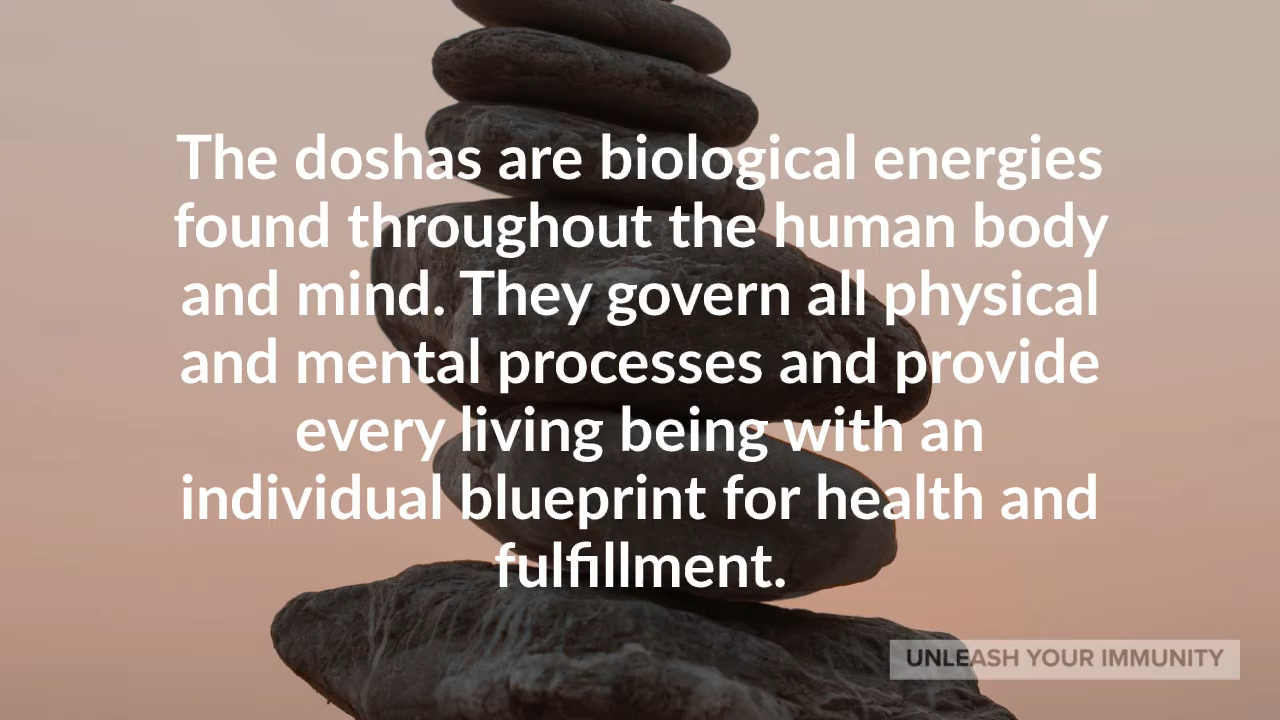 The doshas are biological energies
found throughout the human body
and mind. They govern all physical
and mental processes and provide
every living being with an
individual blueprint for health and
fulfillment.
UNLEASH YOUR IMMUNITY